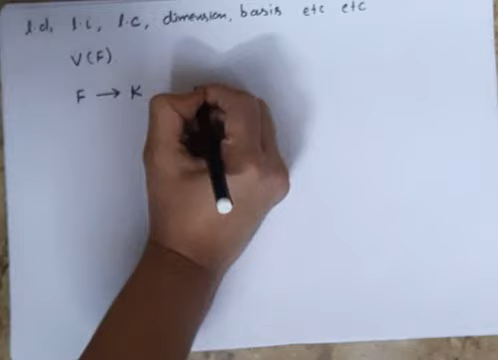 l.d, l.i, l.c, dimension, basis etc etc
V(F)
F → K